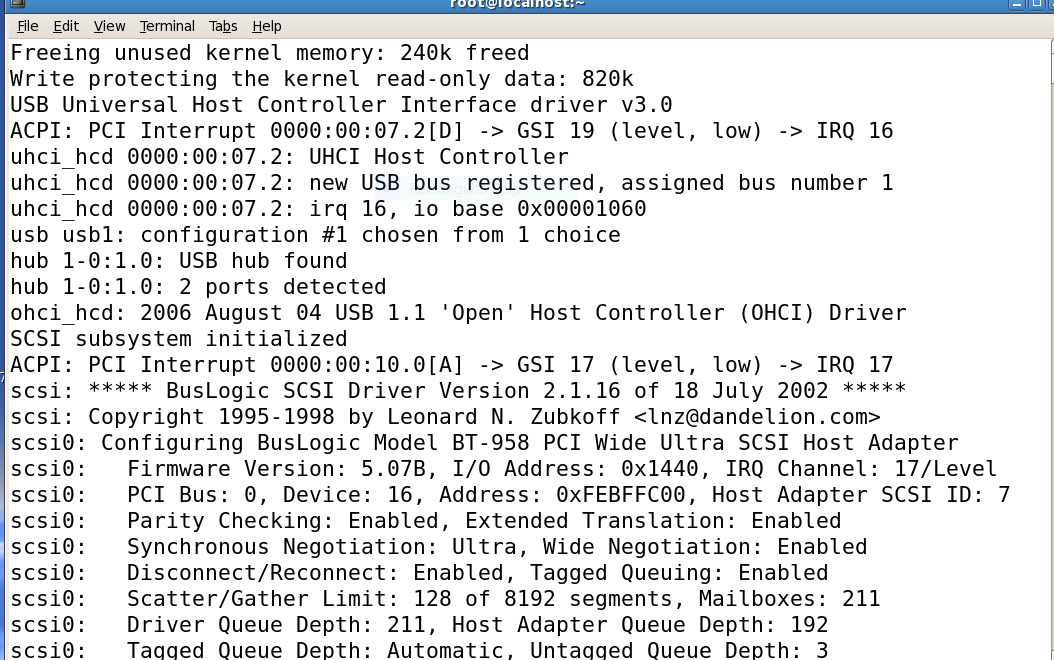 root@localhost:~
File Edit View Terminal Tabs Help
Freeing unused kernel memory: 240k freed
Write protecting the kernel read-only data: 820k
USB Universal Host Controller Interface driver v3.0
ACPI: PCI Interrupt 0000:00:07.2[D] -> GSI 19 (level, low) -> IRQ 16
uhci_hcd 0000:00:07.2: UHCI Host Controller
uhci_hcd 0000:00:07.2: new USB bus registered, assigned bus number 1
uhci_hcd 0000:00:07.2: irq 16, io base 0x00001060
usb usb1: configuration #1 chosen from 1 choice
hub 1-0:1.0: USB hub found
hub 1-0:1.0: 2 ports detected
ohci_hcd: 2006 August 04 USB 1.1 'Open' Host Controller (OHCI) Driver
SCSI subsystem initialized
ACPI: PCI Interrupt 0000:00:10.0[A] -> GSI 17 (level, low) -> IRQ 17
scsi: ***** BusLogic SCSI Driver Version 2.1.16 of 18 July 2002 *****
scsi: Copyright 1995-1998 by Leonard N. Zubkoff <lnz@dandelion.com>
scsi0: Configuring BusLogic Model BT-958 PCI Wide Ultra SCSI Host Adapter
scsi0:   Firmware Version: 5.07B, I/O Address: 0x1440, IRQ Channel: 17/Level
scsi0:   PCI Bus: 0, Device: 16, Address: 0xFEBFFC00, Host Adapter SCSI ID: 7
scsi0:   Parity Checking: Enabled, Extended Translation: Enabled
scsi0:   Synchronous Negotiation: Ultra, Wide Negotiation: Enabled
scsi0:   Disconnect/Reconnect: Enabled, Tagged Queuing: Enabled
scsi0:   Scatter/Gather Limit: 128 of 8192 segments, Mailboxes: 211
scsi0:   Driver Queue Depth: 211, Host Adapter Queue Depth: 192
scsi0:   Tagged Queue Depth: Automatic, Untagged Queue Depth: 3